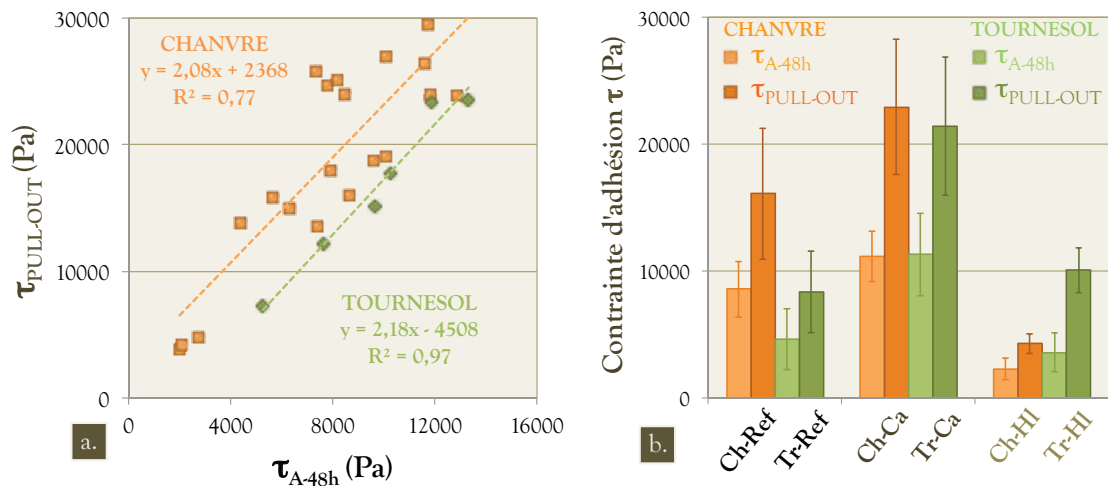 30000
20000
10000
0
τPULL-OUT (Pa)
CHANVRE
y = 2,08x + 2368
R² = 0,77
TOURNESOL
y = 2,18x - 4508
R² = 0,97
0 4000 8000 12000 16000
τA-48h (Pa)
a.
30000
20000
10000
0
Contrainte d'adhésion τ (Pa)
CHANVRE TOURNESOL
τA-48h τA-48h
τPULL-OUT τPULL-OUT
Ch-Ref Tr-Ref Ch-Ca Tr-Ca Ch-Hl Tr-Hl
b.